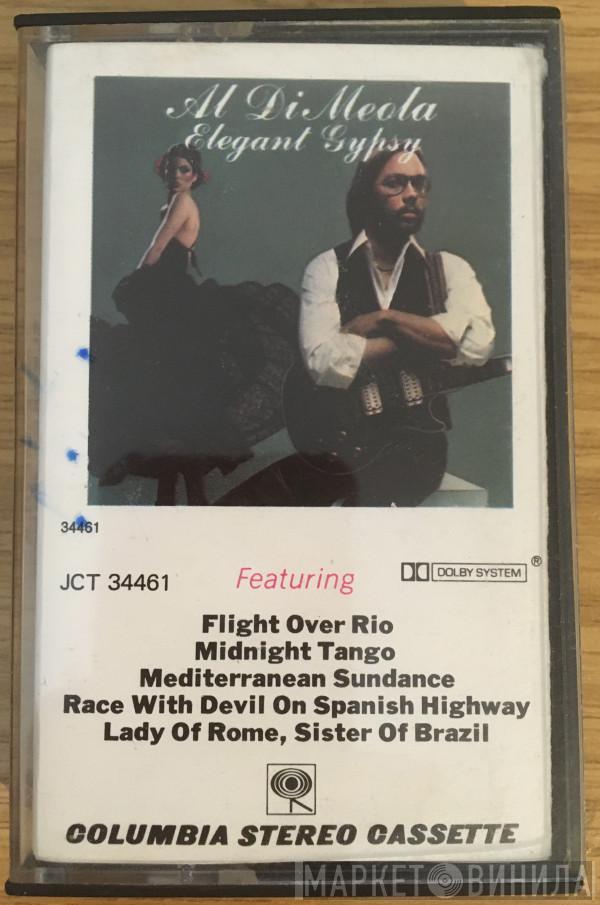 Al Di Meola
Elegant Gypsy
34461
JCT 34461
Featuring
DOLBY SYSTEM ®
Flight Over Rio
Midnight Tango
Mediterranean Sundance
Race With Devil On Spanish Highway
Lady Of Rome, Sister Of Brazil
COLUMBIA STEREO CASSETTE
МАРКЕТ ВИНИЛА